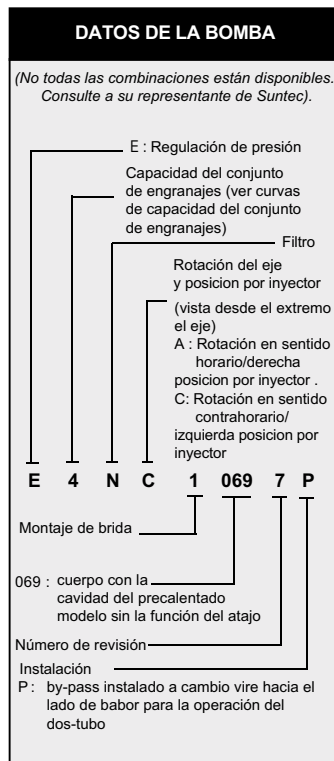 DATOS DE LA BOMBA
(No todas las combinaciones están disponibles.
Consulte a su representante de Suntec).
E : Regulación de presión
Capacidad del conjunto
de engranajes (ver curvas
de capacidad del conjunto
de engranajes)
Filtro
Rotación del eje
y posicion por inyector
(vista desde el extremo
el eje)
A : Rotación en sentido
horario/derecha
posicion por inyector .
C: Rotación en sentido
contrahorario/
izquierda posicion por
inyector
E 4 N C 1 069 7 P
Montaje de brida
069 : cuerpo con la
cavidad del precalentado
modelo sin la función del atajo
Número de revisión
Instalación
P : by-pass instalado a cambio vire hacia el
lado de babor para la operación del
dos-tubo